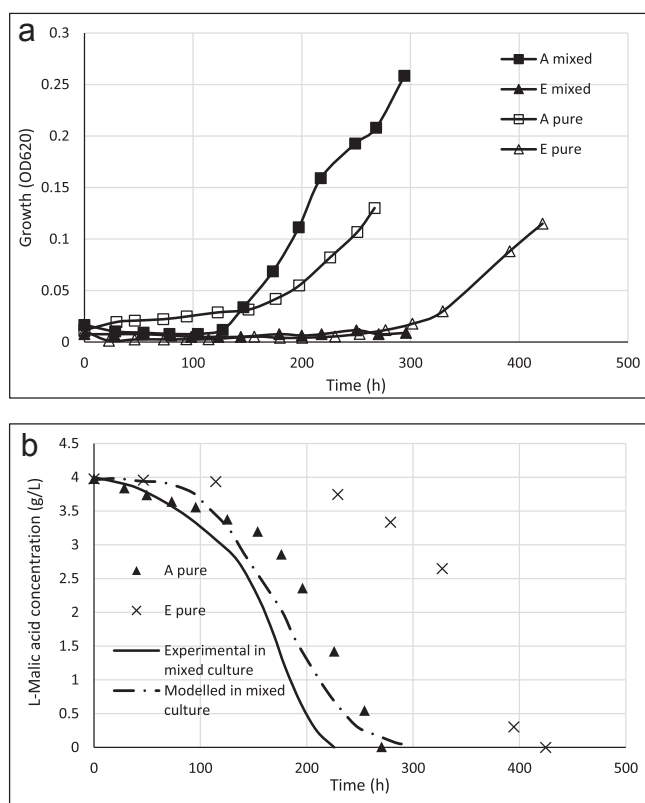 a
0.3
0.25
0.2
0.15
0.1
0.05
0
Growth (OD620)
A mixed
E mixed
A pure
E pure
0 100 200 300 400 500
Time (h)
b
4.5
4
3.5
3
2.5
2
1.5
1
0.5
0
L-Malic acid concentration (g/L)
A pure
E pure
Experimental in
mixed culture
Modelled in mixed
culture
0 100 200 300 400 500
Time (h)